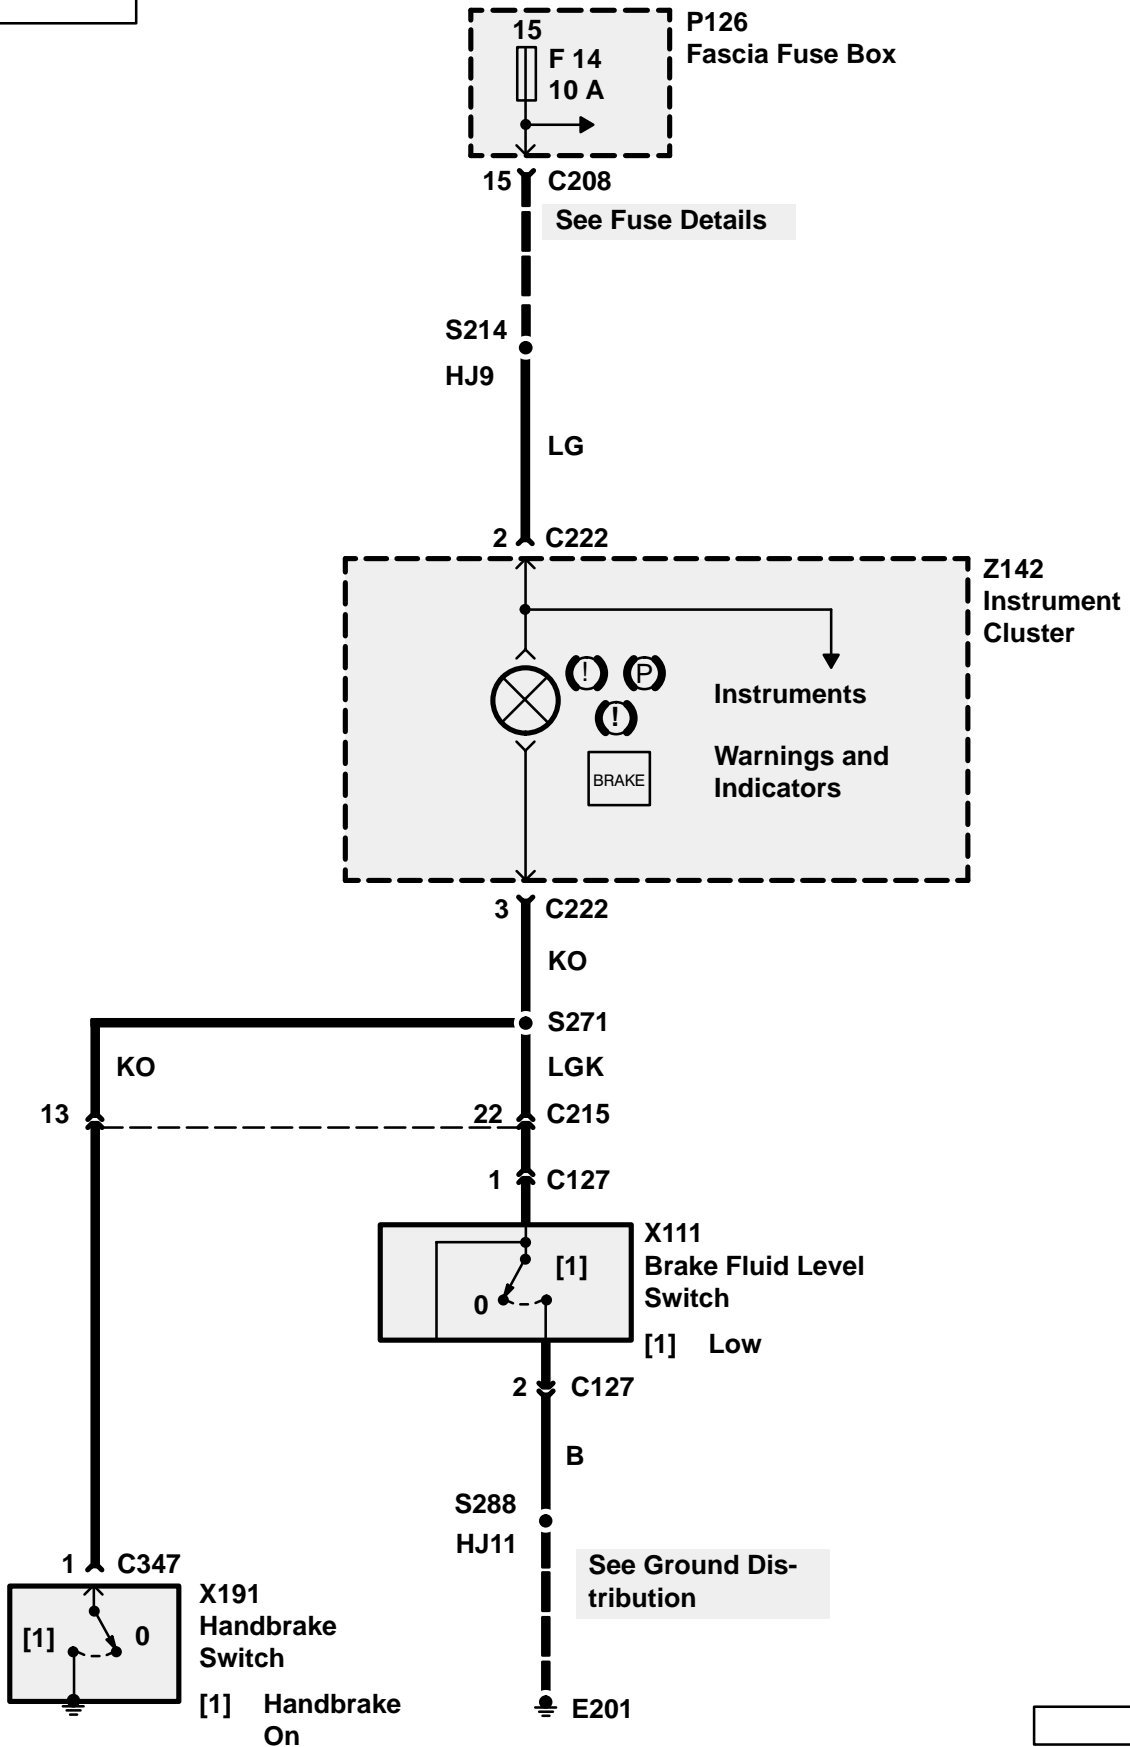 15
F 14
10 A
P126
Fascia Fuse Box
15 C208
See Fuse Details
S214
HJ9
LG
2 C222
Z142
Instrument
Cluster
! P
!
BRAKE
Instruments
Warnings and
Indicators
3 C222
KO
S271
KO
LGK
13
22 C215
1 C127
X111
Brake Fluid Level
Switch
[1] Low
[1]
0
2 C127
B
S288
HJ11
See Ground Dis-
tribution
E201
1 C347
X191
Handbrake
Switch
[1] Handbrake
On
[1] 0